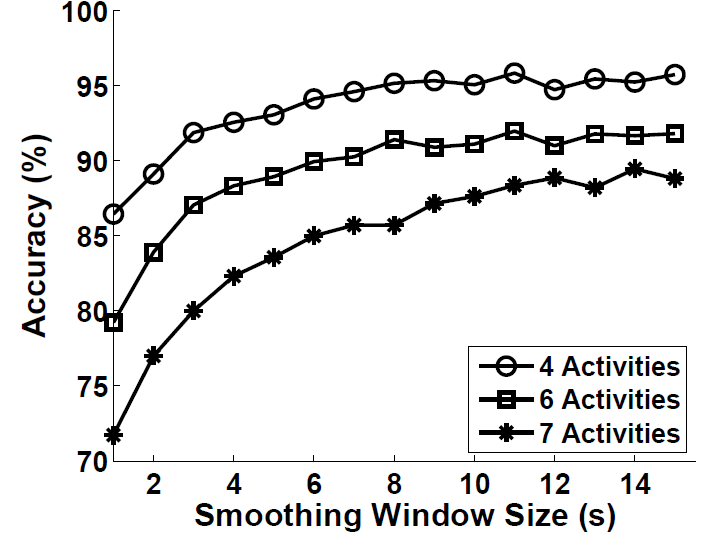 100
95
90
85
80
75
70
Accuracy (%)
4 Activities
6 Activities
7 Activities
2 4 6 8 10 12 14
Smoothing Window Size (s)